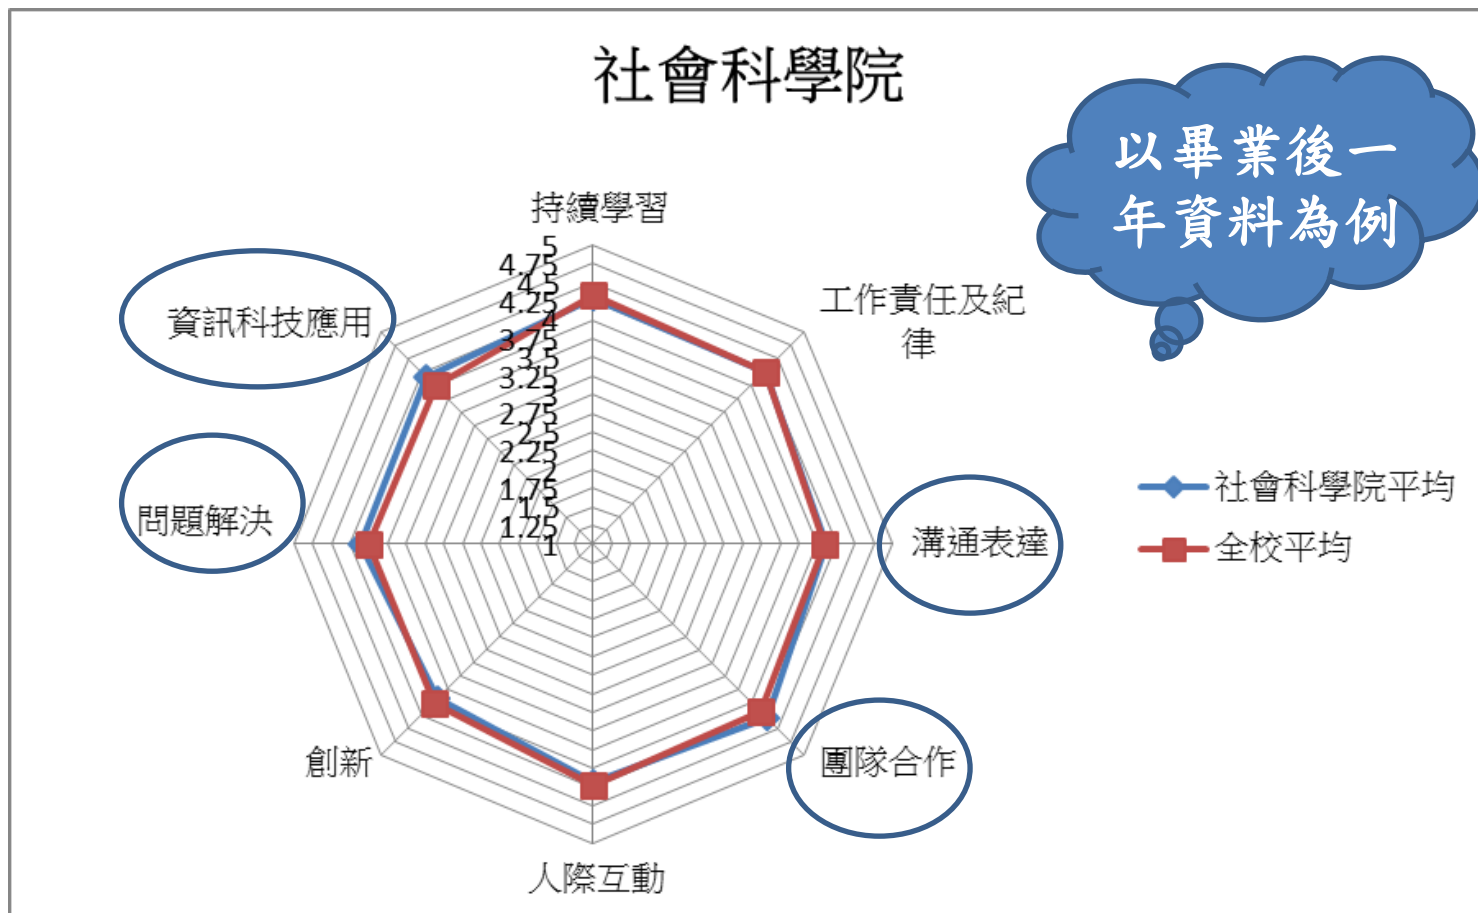 社會科學院
以畢業後一
年資料為例
持續學習
5
4.75
4.5
4.25
4
3.75
3.5
3.25
3
2.75
2.5
2.25
2
1.75
1.5
1.25
1
工作責任及紀
律
資訊科技應用
問題解決
溝通表達
社會科學院平均
全校平均
創新
團隊合作
人際互動